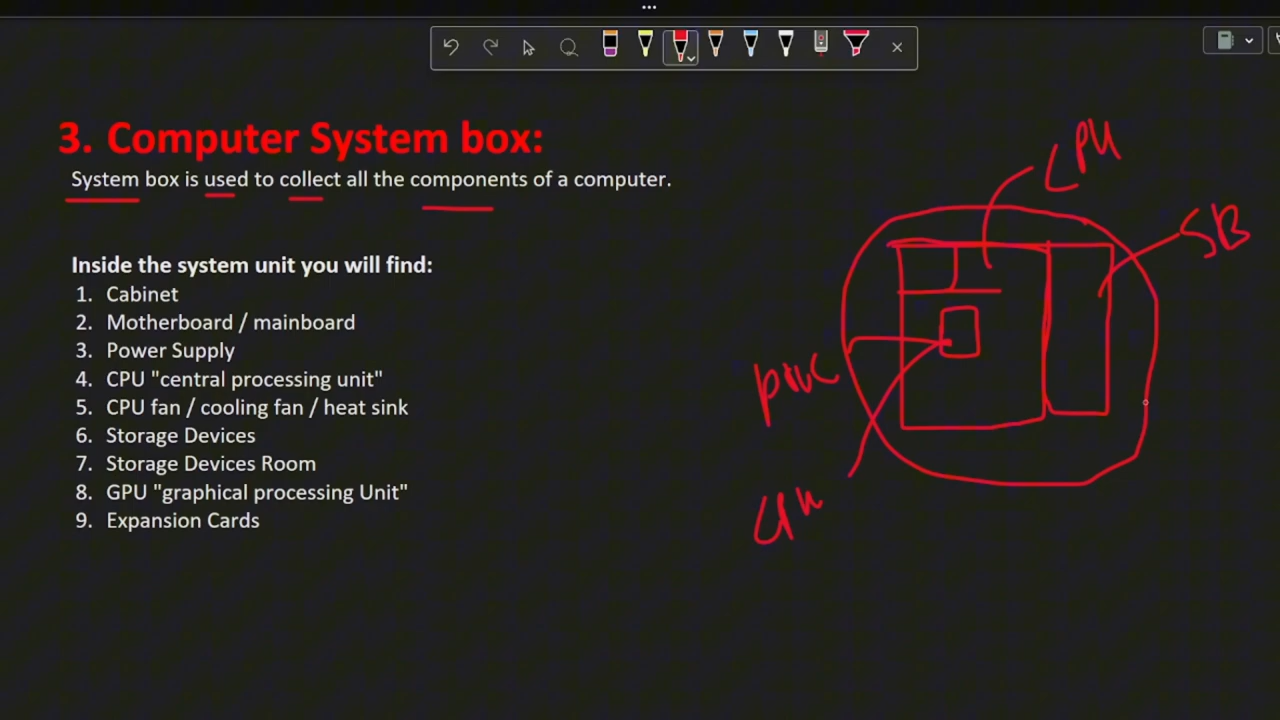 3. Computer System box:
System box is used to collect all the components of a computer.
Inside the system unit you will find:
1. Cabinet
2. Motherboard / mainboard
3. Power Supply
4. CPU "central processing unit"
5. CPU fan / cooling fan / heat sink
6. Storage Devices
7. Storage Devices Room
8. GPU "graphical processing Unit"
9. Expansion Cards
CPU
SB